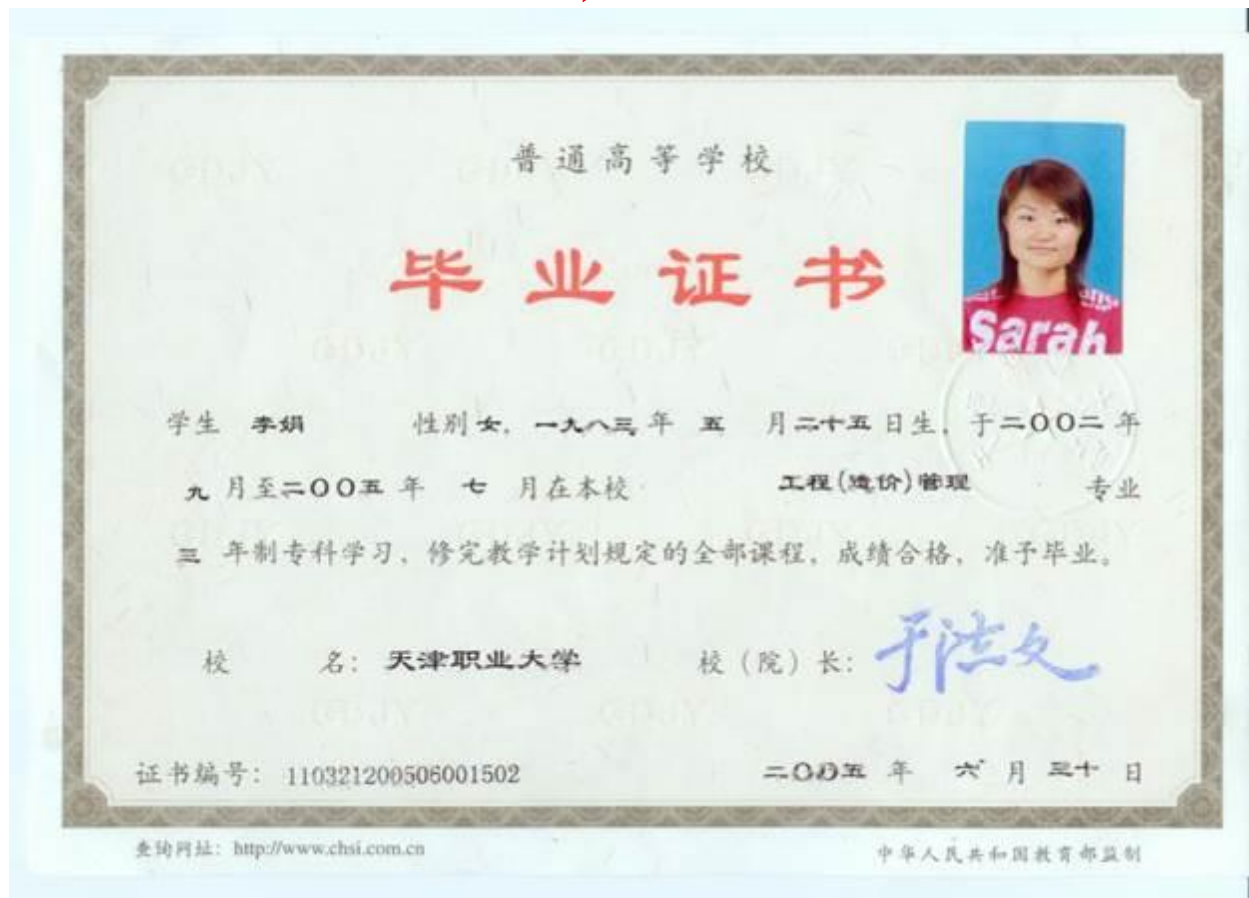 普通高等学校
毕业证书
Sarah
学生 李娟 性别 女, 一九八三 年 五 月 二十五 日生, 于 二〇〇二 年
九 月至 二〇〇五 年 七 月在本校 工程(造价)管理 专业
三 年制专科学习、修完教学计划规定的全部课程, 成绩合格, 准予毕业。
校 名: 天津职业大学 校(院)长:
证书编号: 110321200506001502 二〇〇五 年 六 月 三十 日
查询网址: http://www.chsi.com.cn 中华人民共和国教育部监制